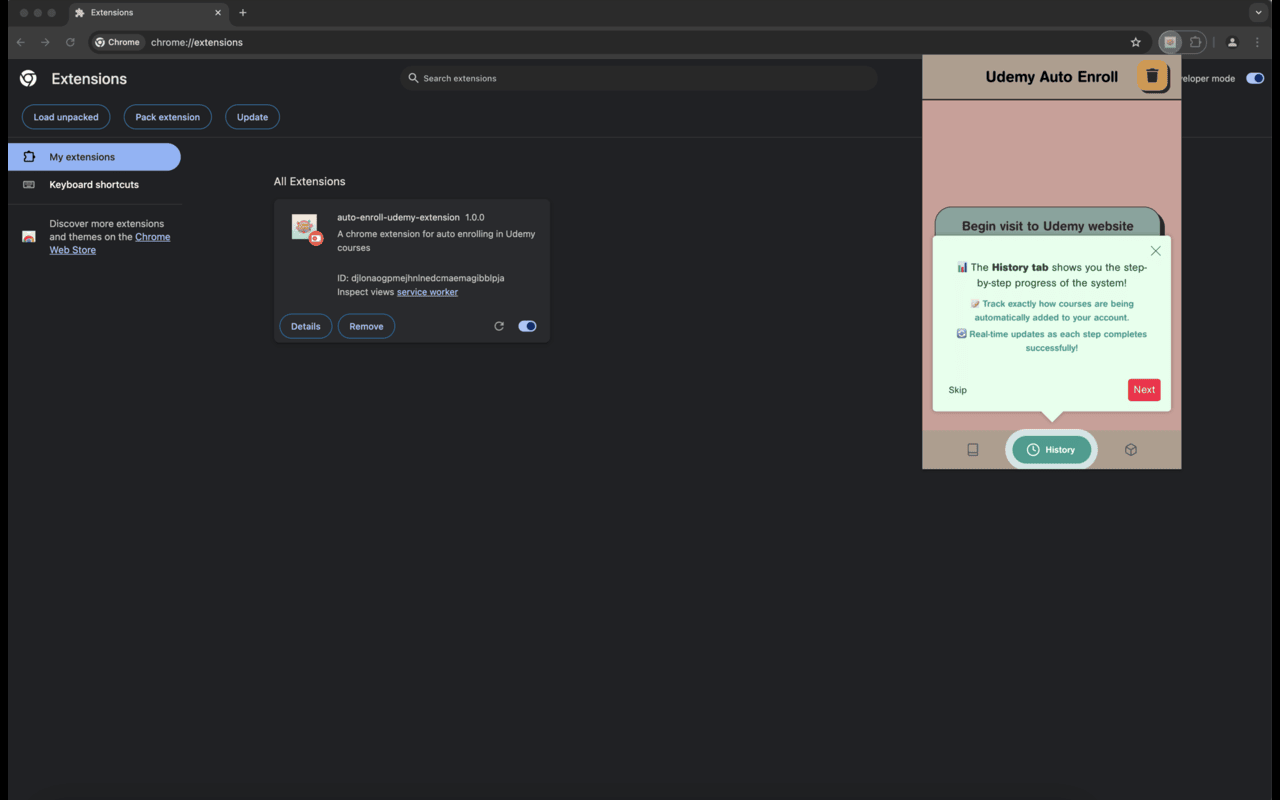 Extensions
Chrome
chrome://extensions
Extensions
Search extensions
Udemy Auto Enroll
eloper mode
Load unpacked
Pack extension
Update
My extensions
Keyboard shortcuts
Discover more extensions
and themes on the Chrome
Web Store
All Extensions
auto-enroll-udemy-extension 1.0.0
A chrome extension for auto enrolling in Udemy
courses
ID: djlonaogpmejhnlnedcmaemagibblpja
Inspect views service worker
Details
Remove
Begin visit to Udemy website
The History tab shows you the step-
by-step progress of the system!
Track exactly how courses are being
automatically added to your account.
Real-time updates as each step completes
successfully!
Skip
Next
History